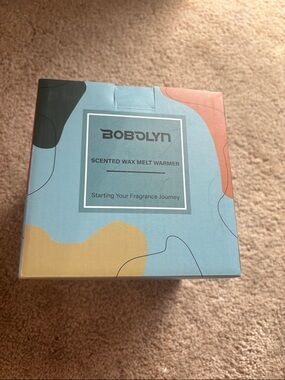 BOBOLYN
SCENTED WAX MELT WARMER
Starting Your Fragrance Journey